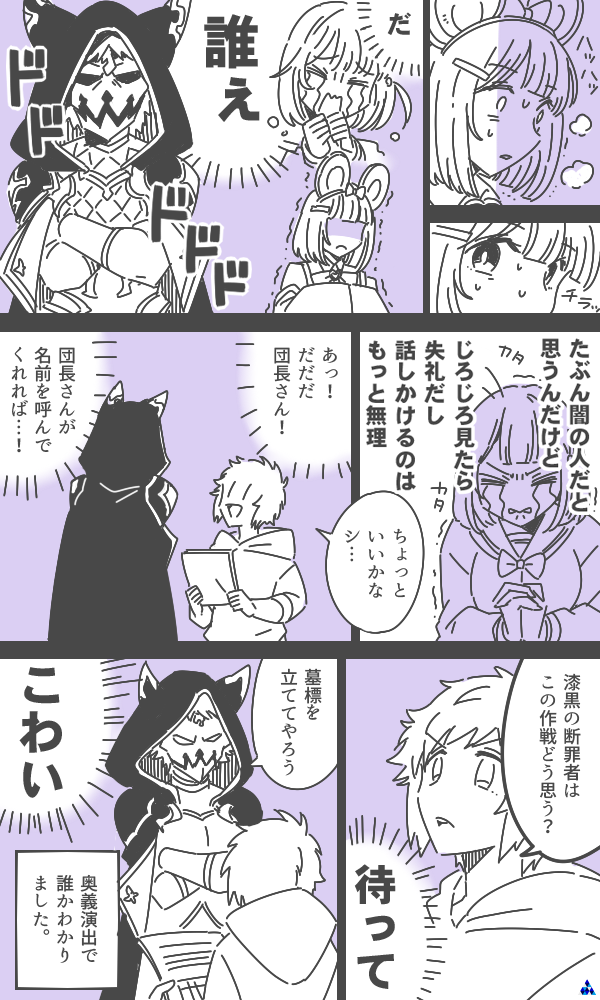 ハッハッハッ
チラッ
だ
誰ぇ
ドドド
ドドド
たぶん闇の人だと
思うんだけど
じろじろ見たら
失礼だし
話しかけるのは
もっと無理
カタ
カタ
ちょっと
いいかな
シ…
あっ！
だだだ
団長さん！
団長さんが
名前を呼んで
くれれば…！
漆黒の断罪者は
この作戦どう思う？
待って
墓標を
立ててやろう
こわい
奥義演出で
誰かわかり
ました。